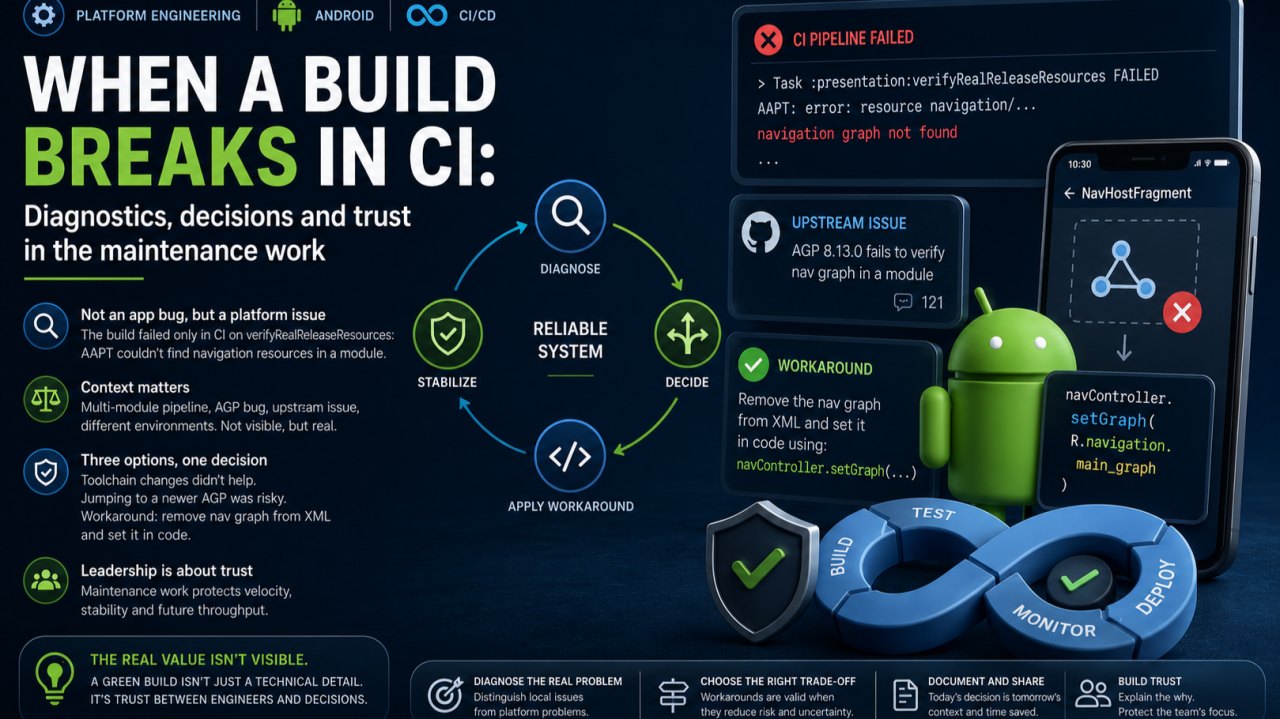 PLATFORM ENGINEERING
ANDROID
CI/CD
WHEN A BUILD
BREAKS IN CI:
Diagnostics, decisions and trust
in the maintenance work
Not an app bug, but a platform issue
The build failed only in CI on verifyRealReleaseResources:
AAPT couldn't find navigation resources in a module.
Context matters
Multi-module pipeline, AGP bug, upstream issue,
different environments. Not visible, but real.
Three options, one decision
Toolchain changes didn't help.
Jumping to a newer AGP was risky.
Workaround: remove nav graph from XML
and set it in code.
Leadership is about trust
Maintenance work protects velocity,
stability and future throughput.
THE REAL VALUE ISN'T VISIBLE.
A GREEN BUILD ISN'T JUST A TECHNICAL DETAIL.
IT'S TRUST BETWEEN ENGINEERS AND DECISIONS.
DIAGNOSE
RELIABLE
SYSTEM
STABILIZE
DECIDE
</>
APPLY WORKAROUND
CI PIPELINE FAILED
> Task :presentation:verifyRealReleaseResources FAILED
AAPT: error: resource navigation/...
navigation graph not found
...
UPSTREAM ISSUE
AGP 8.13.0 fails to verify
nav graph in a module
121
WORKAROUND
Remove the nav graph
from XML and set it
in code using:
navController.setGraph(...)
10:30
← NavHostFragment
navController.
setGraph(
R.navigation.
main_graph
)
BUILD
TEST
MONITOR
DEPLOY
DIAGNOSE THE REAL PROBLEM
Distinguish local issues
from platform problems.
CHOOSE THE RIGHT TRADE-OFF
Workarounds are valid when
they reduce risk and uncertainty.
DOCUMENT AND SHARE
Today's decision is tomorrow's
context and time saved.
BUILD TRUST
Explain the why.
Protect the team's focus.